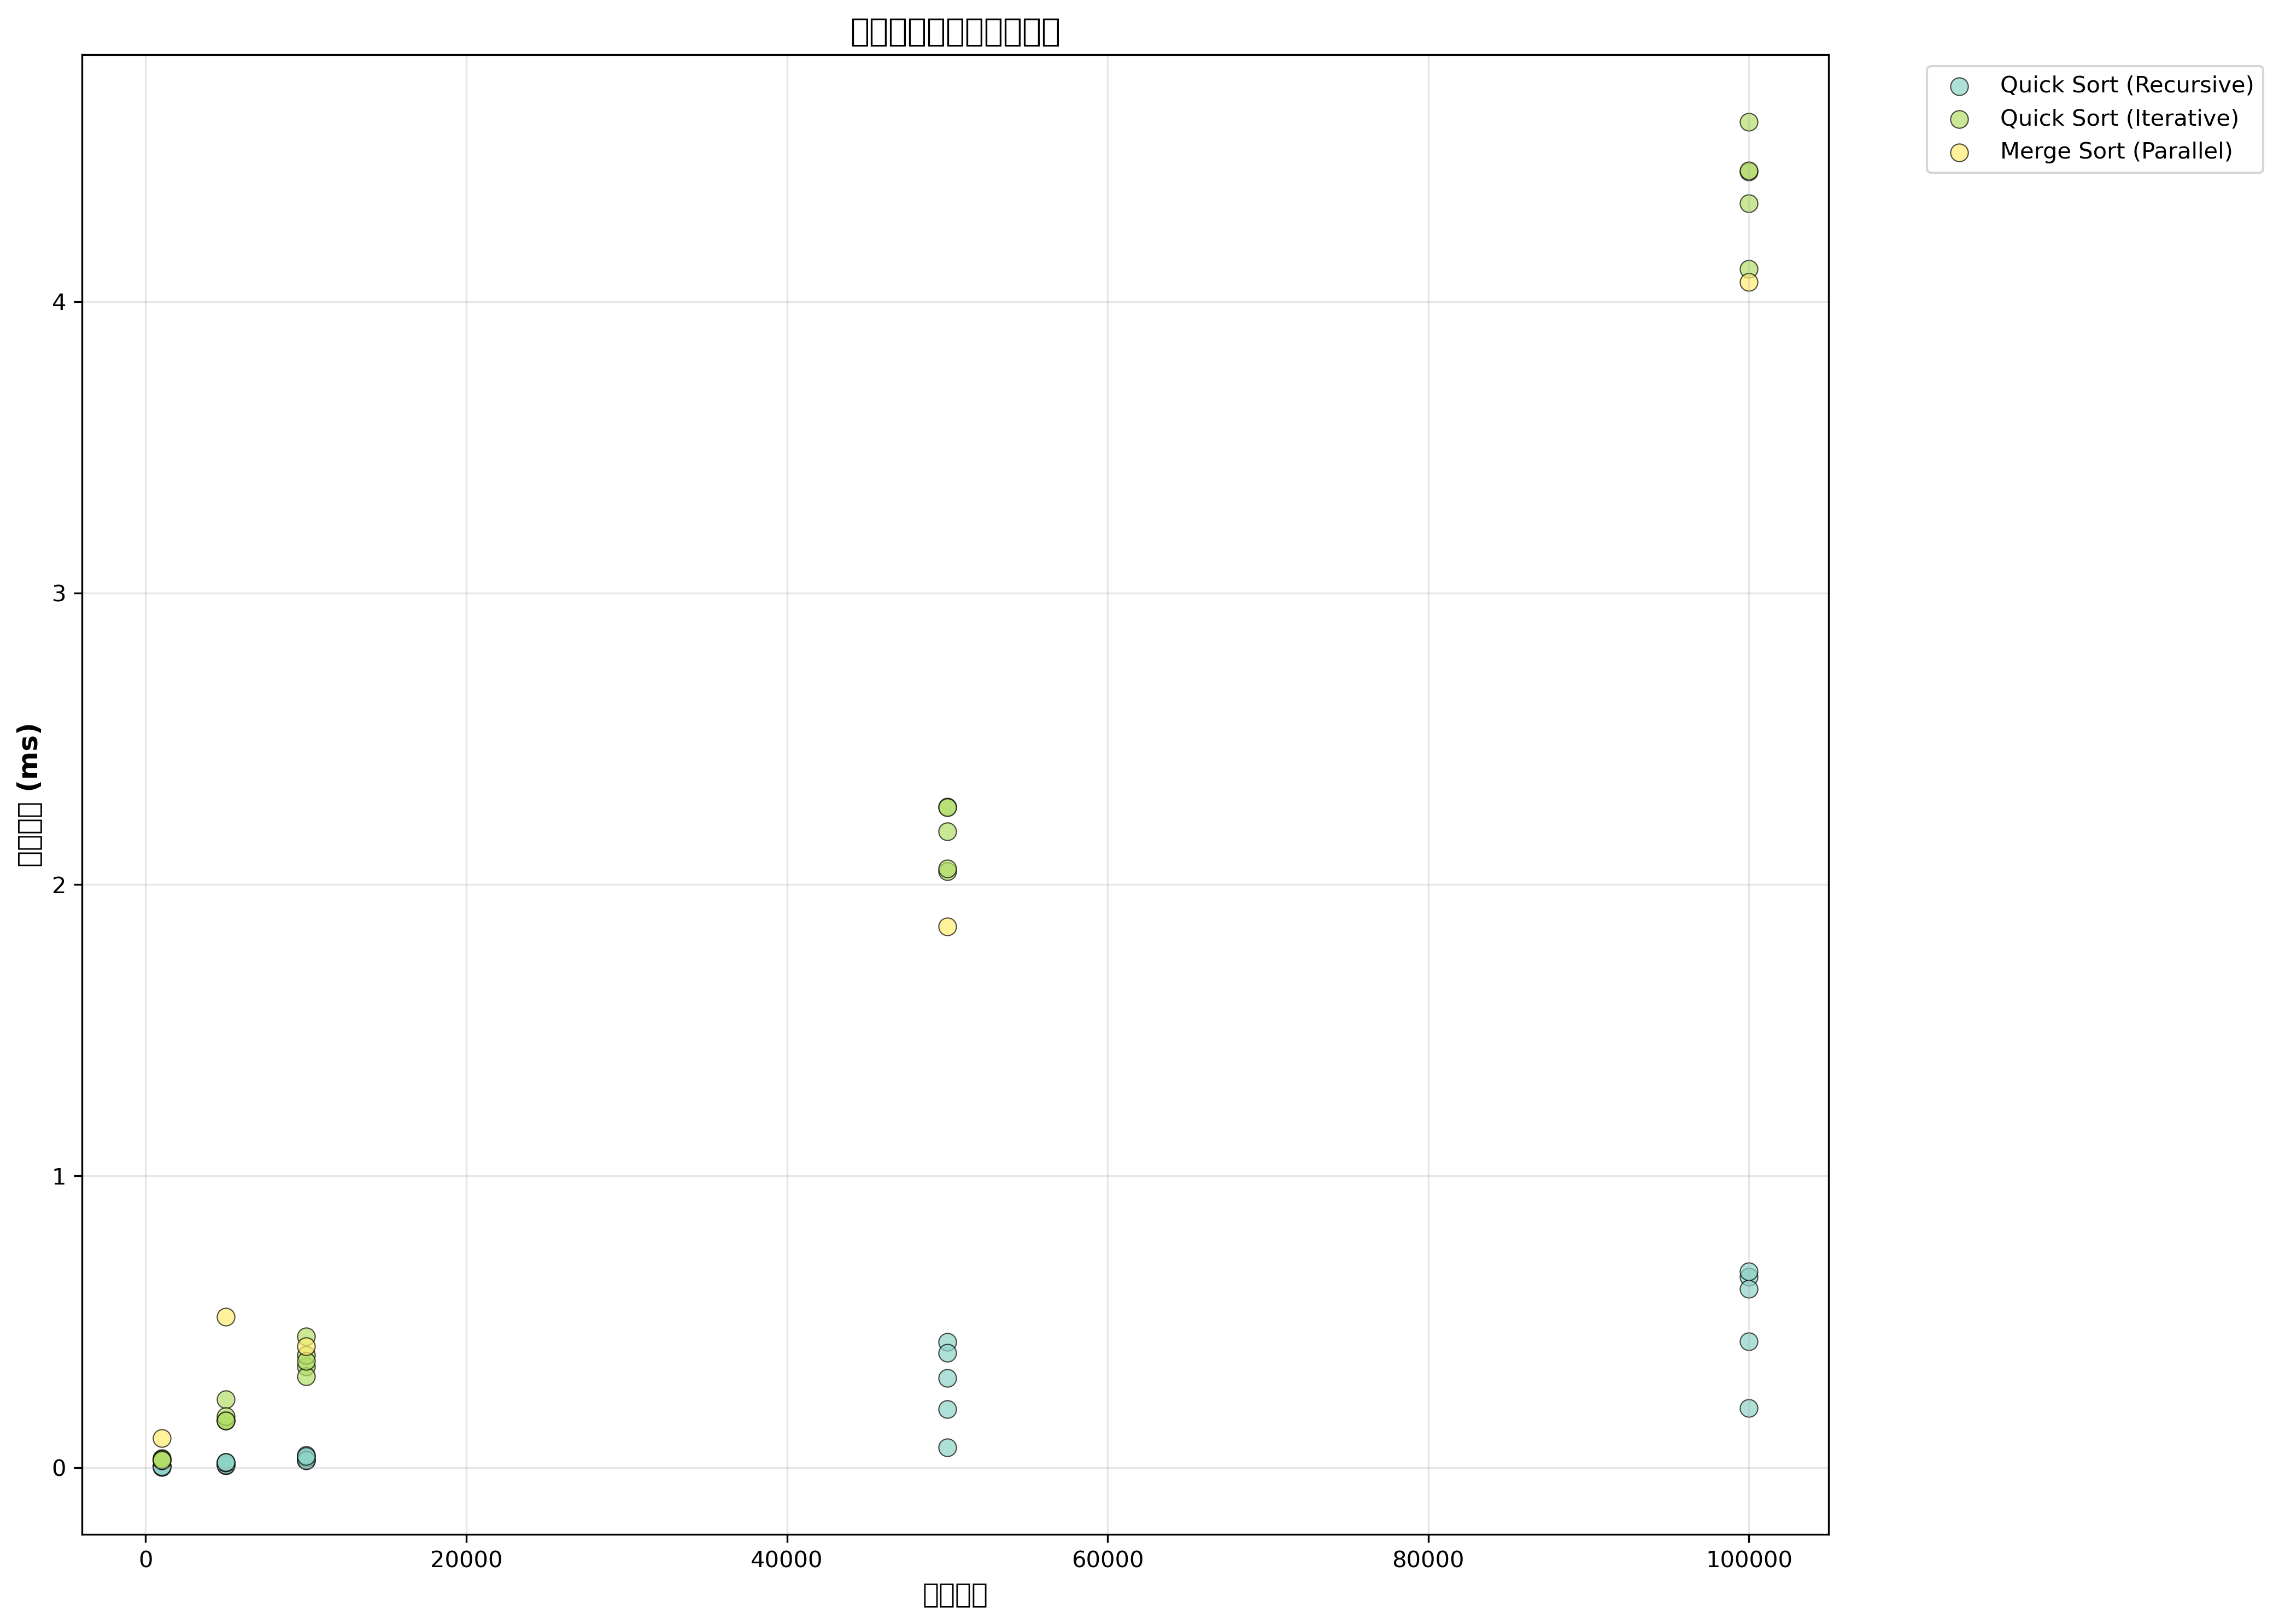 Quick Sort (Recursive)
Quick Sort (Iterative)
Merge Sort (Parallel)
(ms)
4
3
2
1
0
0 20000 40000 60000 80000 100000